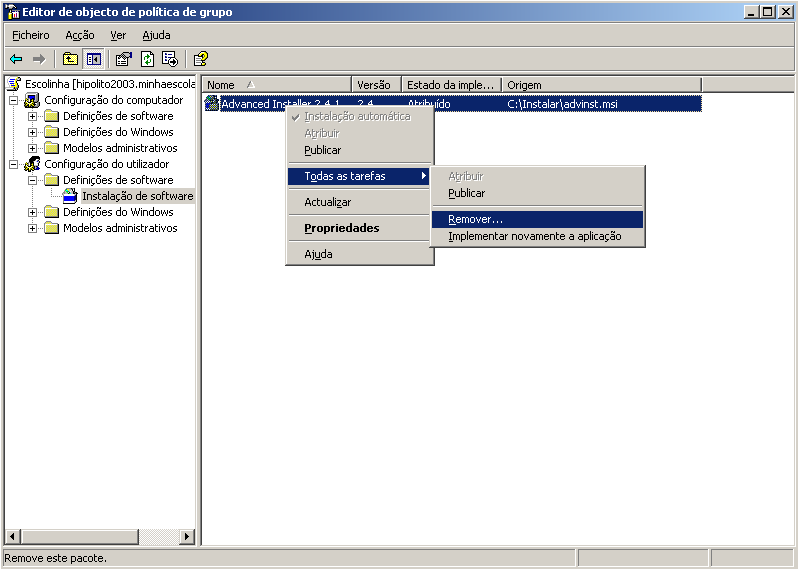 Editor de objecto de política de grupo
Ficheiro Acção Ver Ajuda
Escolinha [hipolito2003.minhaescola
Configuração do computador
Definições de software
Definições do Windows
Modelos administrativos
Configuração do utilizador
Definições de software
Instalação de software
Definições do Windows
Modelos administrativos
Nome Versão Estado da imple... Origem
Advanced Installer 2.4.1 2.4 Atribuído C:\Instalar\advinst.msi
Instalação automática
Atribuir
Publicar
Todas as tarefas
Actualizar
Propriedades
Ajuda
Atribuir
Publicar
Remover...
Implementar novamente a aplicação
Remove este pacote.